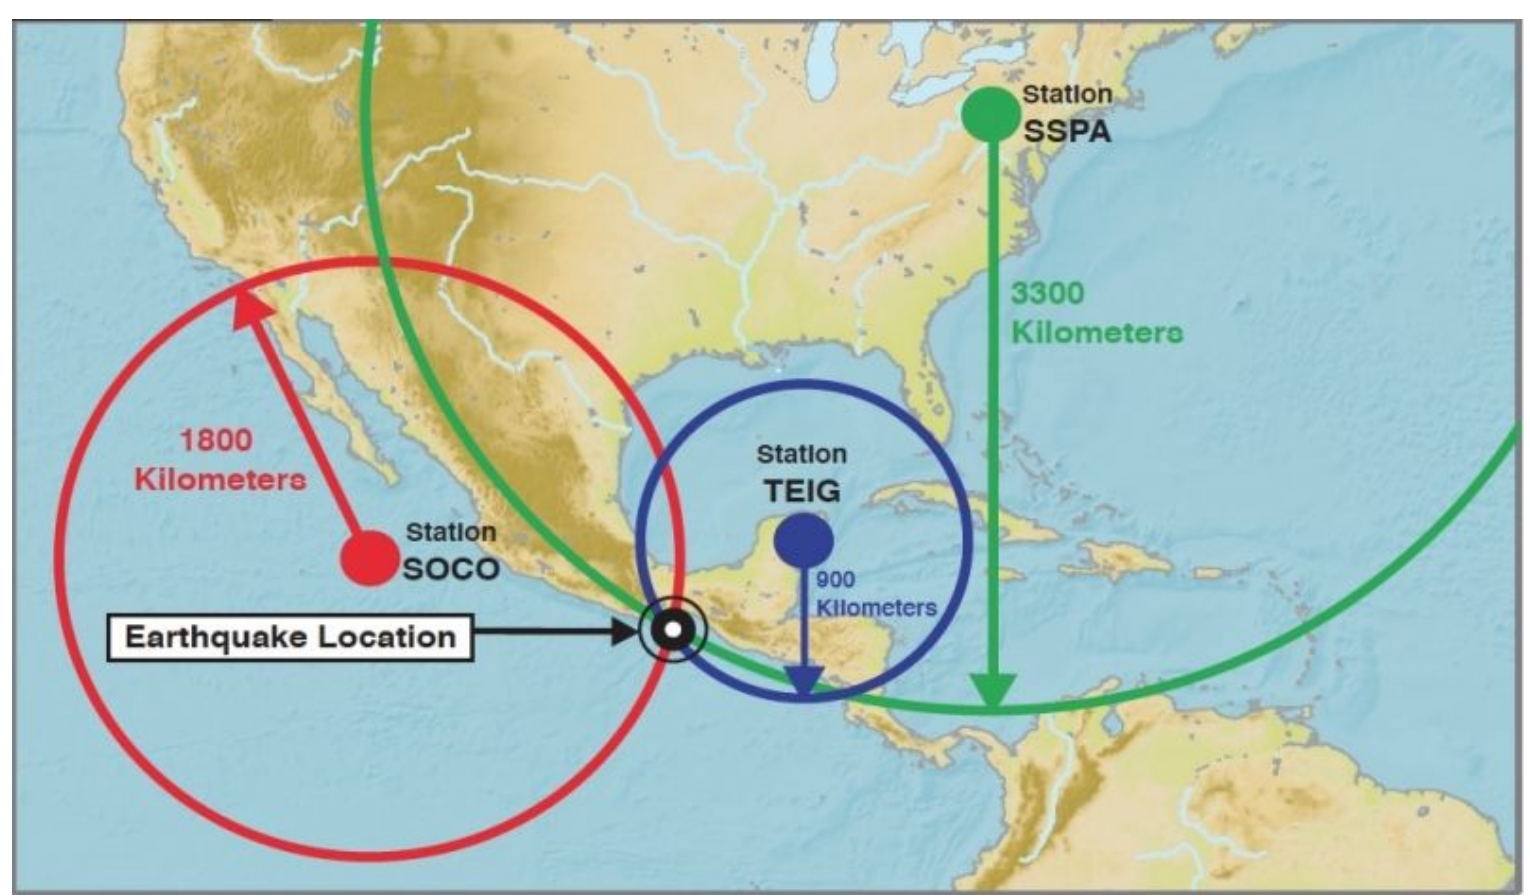 Station
SSPA
3300
Kilometers
1800
Kilometers
Station
TEIG
Station
SOCO
900
Kilometers
Earthquake Location